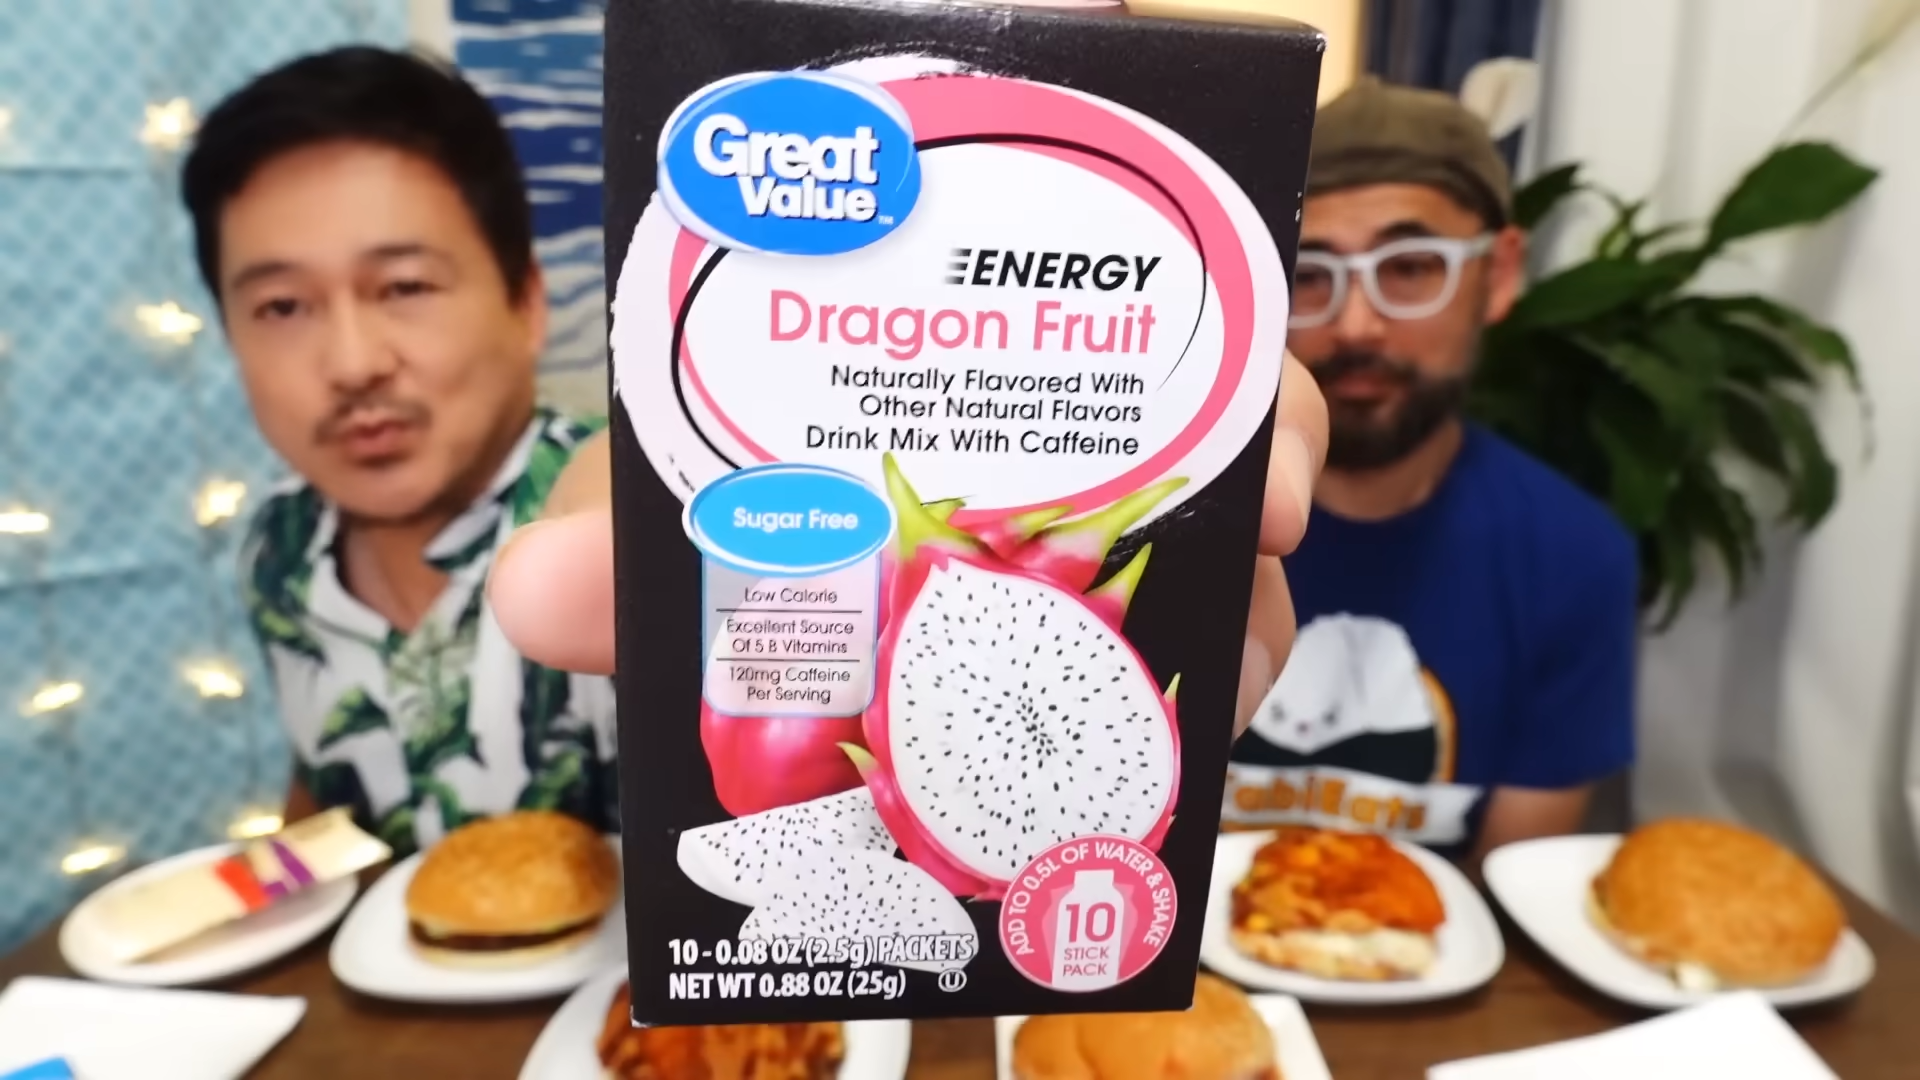 Great
Value™
ENERGY
Dragon Fruit
Naturally Flavored With
Other Natural Flavors
Drink Mix With Caffeine
Sugar Free
Low Calorie
Excellent Source
Of 5 B Vitamins
120mg Caffeine
Per Serving
ADD TO 0.5L OF WATER & SHAKE
10
STICK
PACK
10 - 0.08 OZ (2.5g) PACKETS
NET WT 0.88 OZ (25g)
U
TabiEats